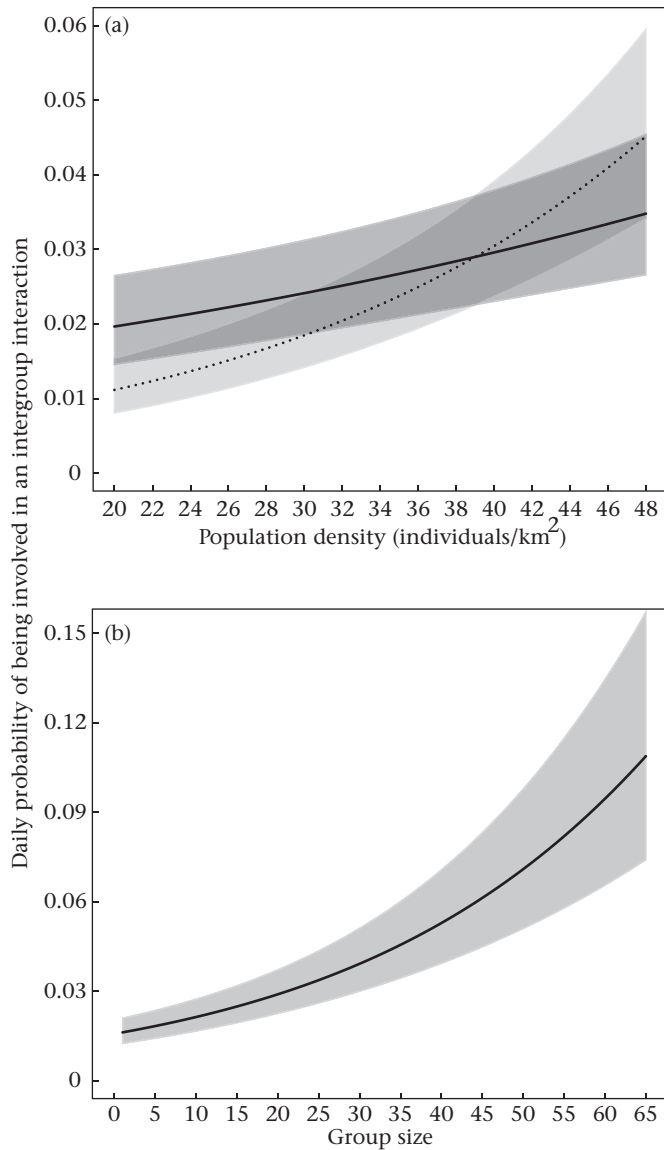 Daily probability of being involved in an intergroup interaction
(a)
0.06
0.05
0.04
0.03
0.02
0.01
0
20 22 24 26 28 30 32 34 36 38 40 42 44 46 48
Population density (individuals/km²)
(b)
0.15
0.12
0.09
0.06
0.03
0
0 5 10 15 20 25 30 35 40 45 50 55 60 65
Group size